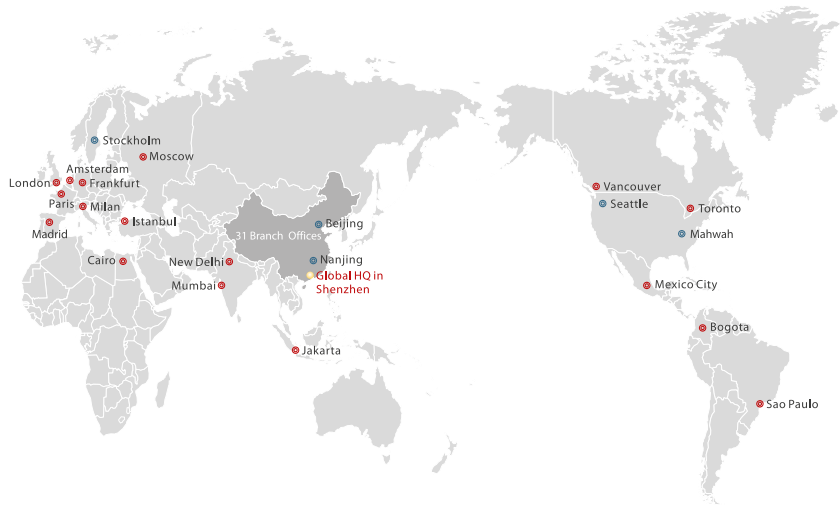 Stockholm
Moscow
Amsterdam
London
Frankfurt
Paris
Milan
Madrid
Istanbul
Cairo
New Delhi
Mumbai
31 Branch Offices
Beijing
Nanjing
Global HQ in
Shenzhen
Jakarta
Vancouver
Seattle
Toronto
Mahwah
Mexico City
Bogota
Sao Paulo